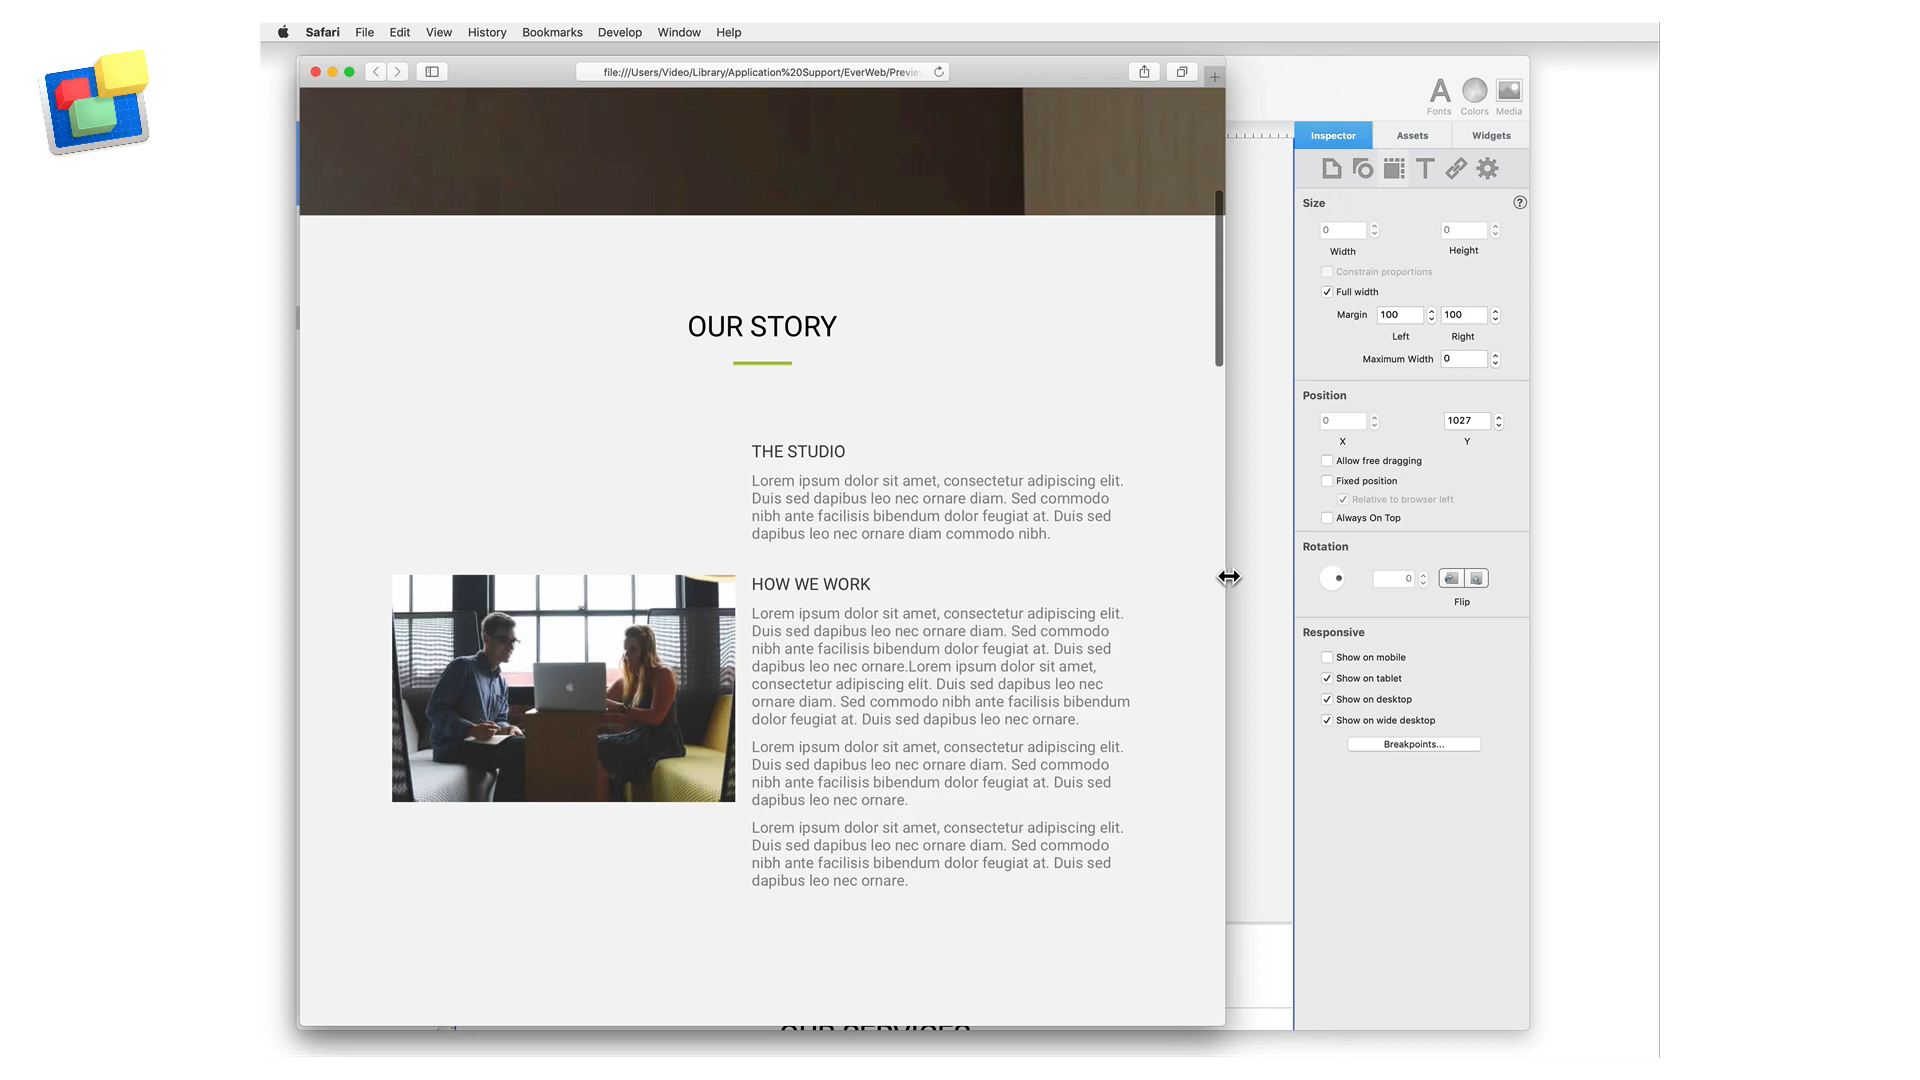 Safari File Edit View History Bookmarks Develop Window Help
file:///Users/Video/Library/Application%20Support/EverWeb/Previe
OUR STORY
THE STUDIO
Lorem ipsum dolor sit amet, consectetur adipiscing elit.
Duis sed dapibus leo nec ornare diam. Sed commodo
nibh ante facilisis bibendum dolor feugiat at. Duis sed
dapibus leo nec ornare diam commodo nibh.
HOW WE WORK
Lorem ipsum dolor sit amet, consectetur adipiscing elit.
Duis sed dapibus leo nec ornare diam. Sed commodo
nibh ante facilisis bibendum dolor feugiat at. Duis sed
dapibus leo nec ornare.Lorem ipsum dolor sit amet,
consectetur adipiscing elit. Duis sed dapibus leo nec
ornare diam. Sed commodo nibh ante facilisis bibendum
dolor feugiat at. Duis sed dapibus leo nec ornare.
Lorem ipsum dolor sit amet, consectetur adipiscing elit.
Duis sed dapibus leo nec ornare diam. Sed commodo
nibh ante facilisis bibendum dolor feugiat at. Duis sed
dapibus leo nec ornare.
Lorem ipsum dolor sit amet, consectetur adipiscing elit.
Duis sed dapibus leo nec ornare diam. Sed commodo
nibh ante facilisis bibendum dolor feugiat at. Duis sed
dapibus leo nec ornare.
OUR SERVICES
Fonts Colors Media
Inspector Assets Widgets
Size
0 0
Width Height
Constrain proportions
Full width
Margin 100 100
Left Right
Maximum Width 0
Position
0 1027
X Y
Allow free dragging
Fixed position
Relative to browser left
Always On Top
Rotation
0
Flip
Responsive
Show on mobile
Show on tablet
Show on desktop
Show on wide desktop
Breakpoints...